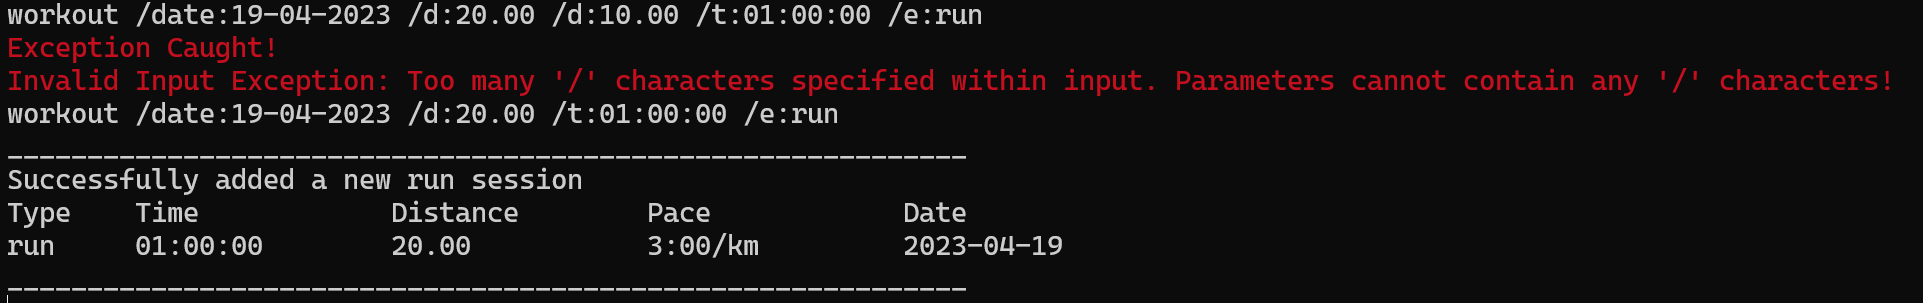 workout /date:19-04-2023 /d:20.00 /d:10.00 /t:01:00:00 /e:run
Exception Caught!
Invalid Input Exception: Too many '/' characters specified within input. Parameters cannot contain any '/' characters!
workout /date:19-04-2023 /d:20.00 /t:01:00:00 /e:run
____________________________________________________________
Successfully added a new run session
Type    Time            Distance        Pace            Date
run     01:00:00        20.00           3:00/km         2023-04-19
____________________________________________________________